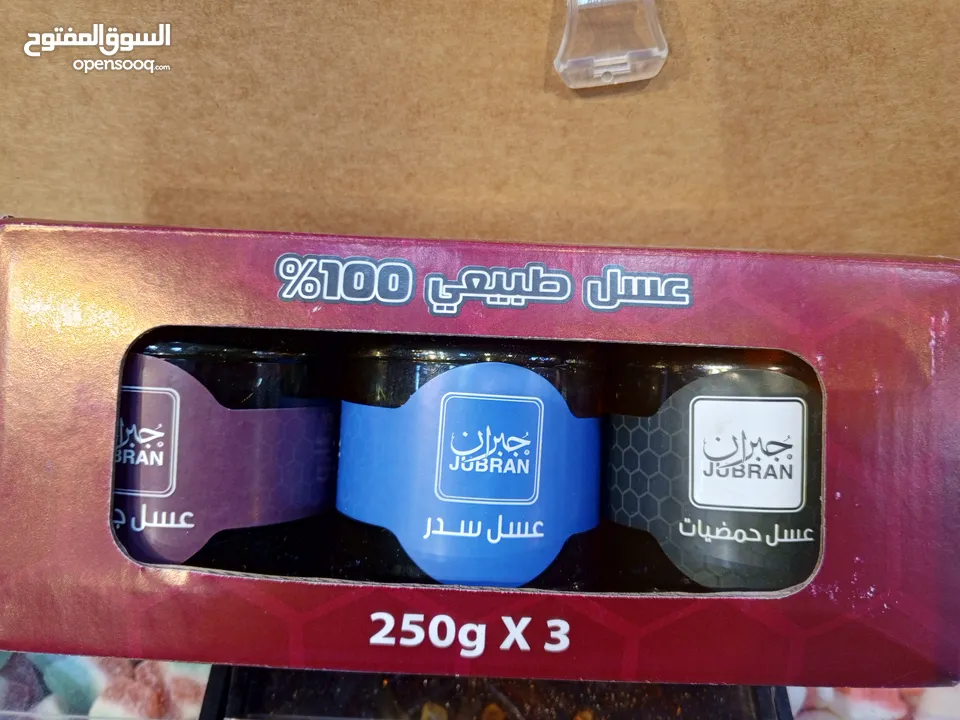 السوق المفتوح
opensooq.com
عسل طبيعي 100%
جبران
JUBRAN
عسل
جبران
JUBRAN
عسل سدر
جبران
JUBRAN
عسل حمضيات
250g X 3